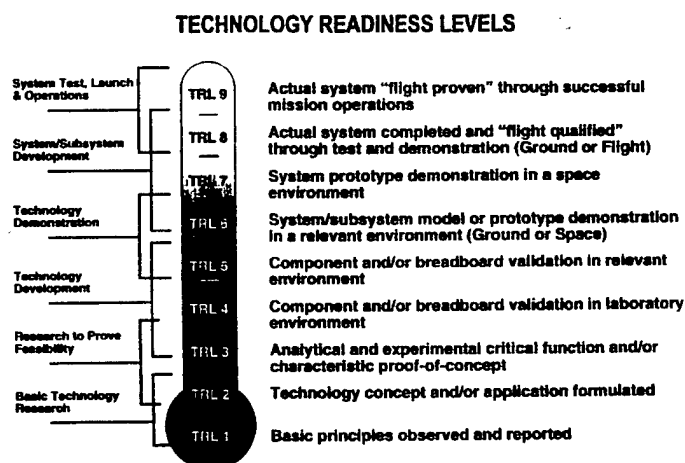 TECHNOLOGY READINESS LEVELS
System Test, Launch
& Operations
System/Subsystem
Development
Technology
Demonstration
Technology
Development
Research to Prove
Feasibility
Basic Technology
Research
TRL 9
TRL 8
TRL 7
TRL 6
TRL 5
TRL 4
TRL 3
TRL 2
TRL 1
Actual system “flight proven” through successful
mission operations
Actual system completed and “flight qualified”
through test and demonstration (Ground or Flight)
System prototype demonstration in a space
environment
System/subsystem model or prototype demonstration
in a relevant environment (Ground or Space)
Component and/or breadboard validation in relevant
environment
Component and/or breadboard validation in laboratory
environment
Analytical and experimental critical function and/or
characteristic proof-of-concept
Technology concept and/or application formulated
Basic principles observed and reported